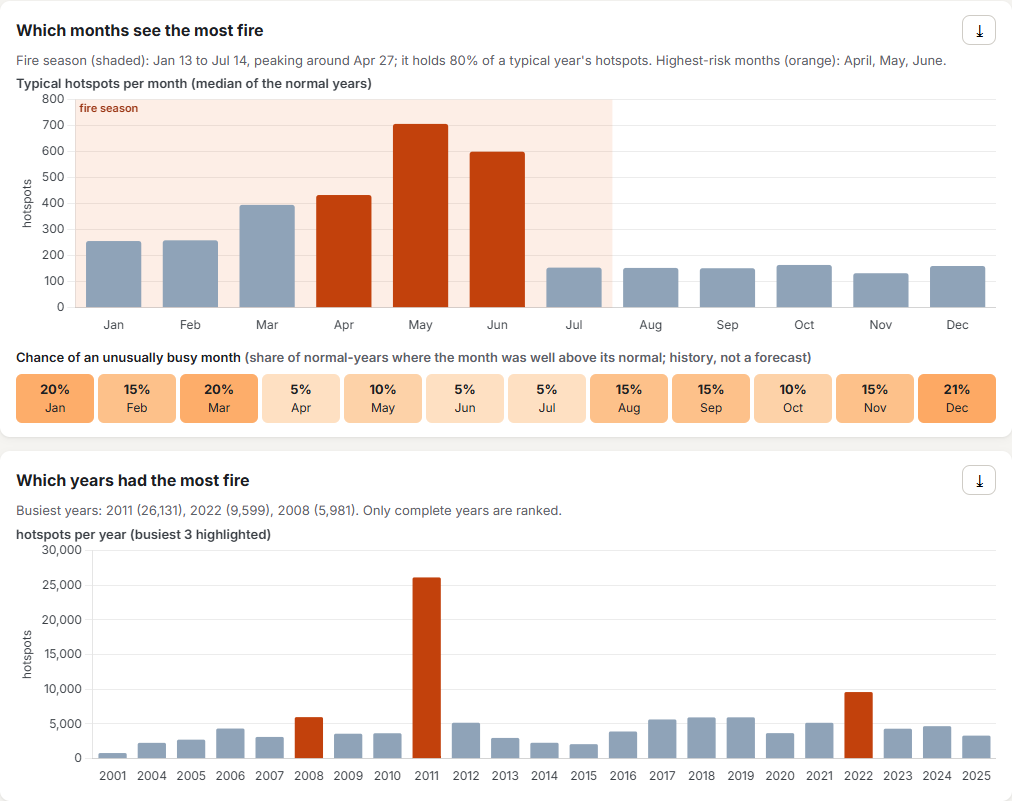 Which months see the most fire
Fire season (shaded): Jan 13 to Jul 14, peaking around Apr 27; it holds 80% of a typical year's hotspots. Highest-risk months (orange): April, May, June.
Typical hotspots per month (median of the normal years)
800
fire season
700
600
500
400
300
200
100
0
hotspots
Jan Feb Mar Apr May Jun Jul Aug Sep Oct Nov Dec
Chance of an unusually busy month (share of normal-years where the month was well above its normal; history, not a forecast)
20% 15% 20% 5% 10% 5% 5% 15% 15% 10% 15% 21%
Jan Feb Mar Apr May Jun Jul Aug Sep Oct Nov Dec
Which years had the most fire
Busiest years: 2011 (26,131), 2022 (9,599), 2008 (5,981). Only complete years are ranked.
hotspots per year (busiest 3 highlighted)
30,000
25,000
20,000
15,000
10,000
5,000
0
hotspots
2001 2004 2005 2006 2007 2008 2009 2010 2011 2012 2013 2014 2015 2016 2017 2018 2019 2020 2021 2022 2023 2024 2025